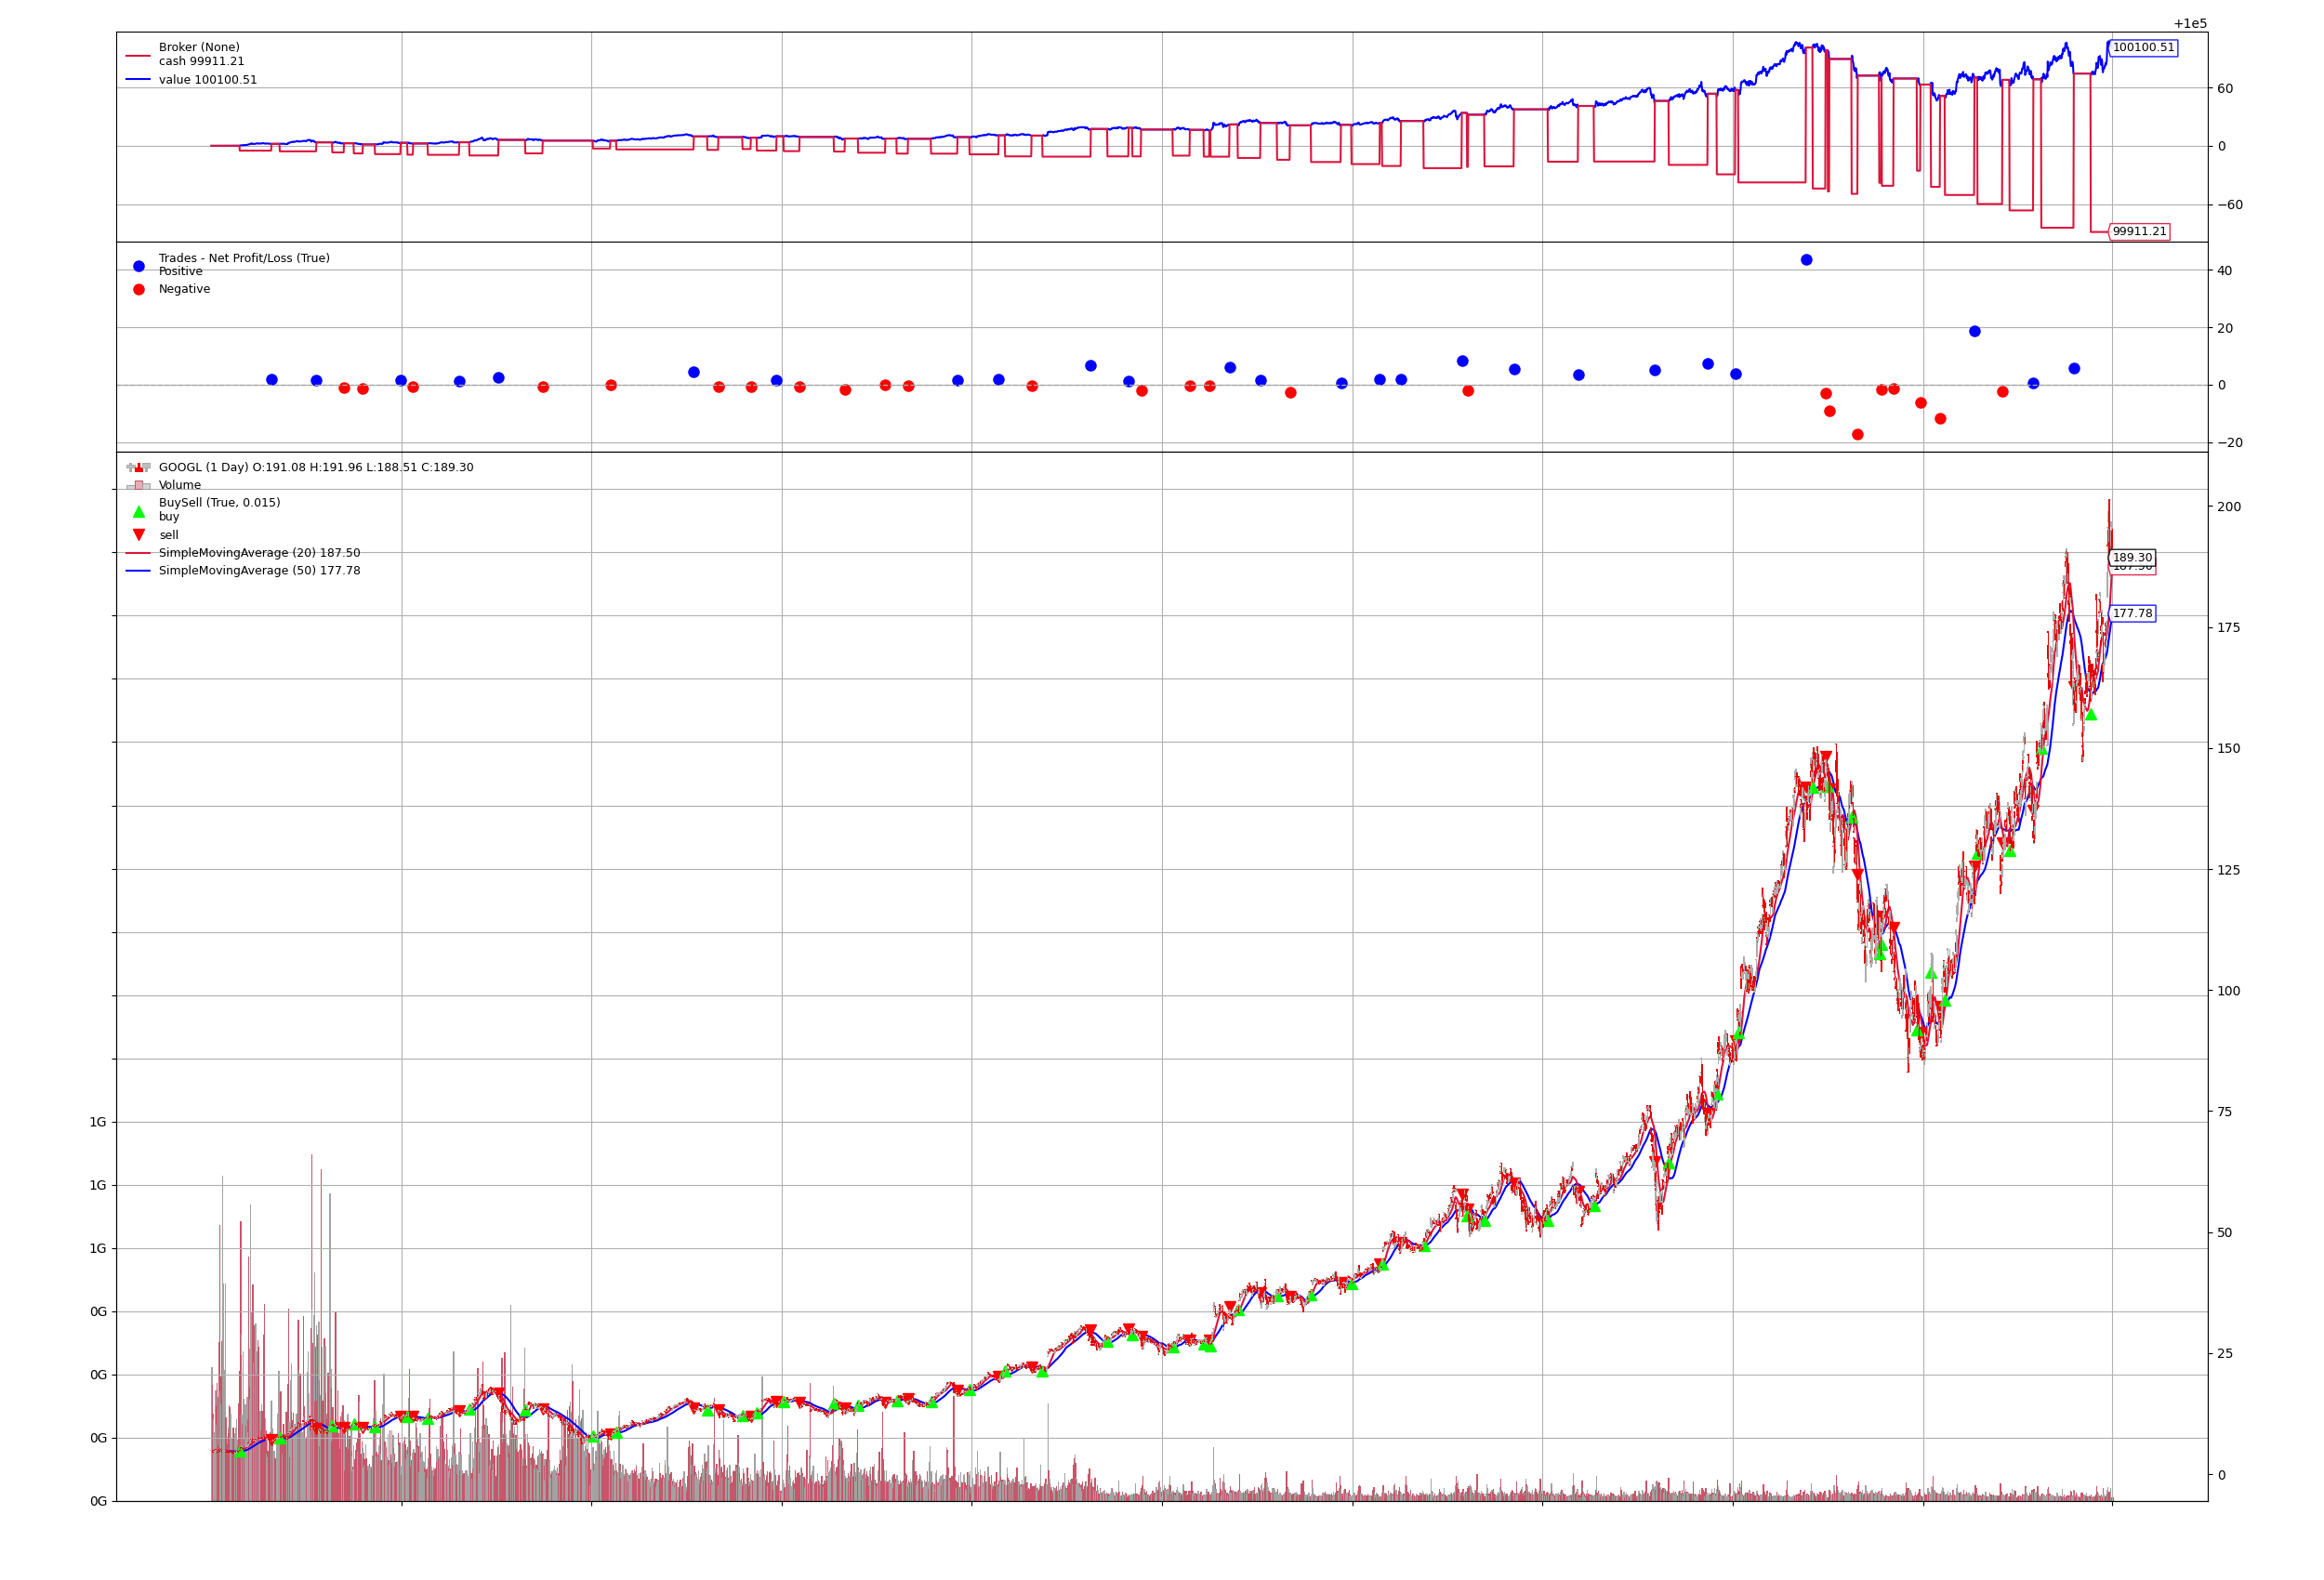 +1e5
Broker (None)
cash 99911.21
value 100100.51
100100.51
60
0
−60
99911.21
Trades - Net Profit/Loss (True)
Positive
Negative
40
20
0
−20
GOOGL (1 Day) O:191.08 H:191.96 L:188.51 C:189.30
Volume
BuySell (True, 0.015)
buy
sell
SimpleMovingAverage (20) 187.50
SimpleMovingAverage (50) 177.78
200
189.30
187.50
177.78
175
150
125
100
75
50
25
0
1G
1G
1G
0G
0G
0G
0G